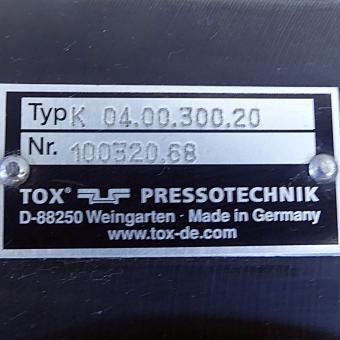 Typ K 04.00.300.20
Nr. 100320.68
TOX® PRESSOTECHNIK
D-88250 Weingarten · Made in Germany
www.tox-de.com